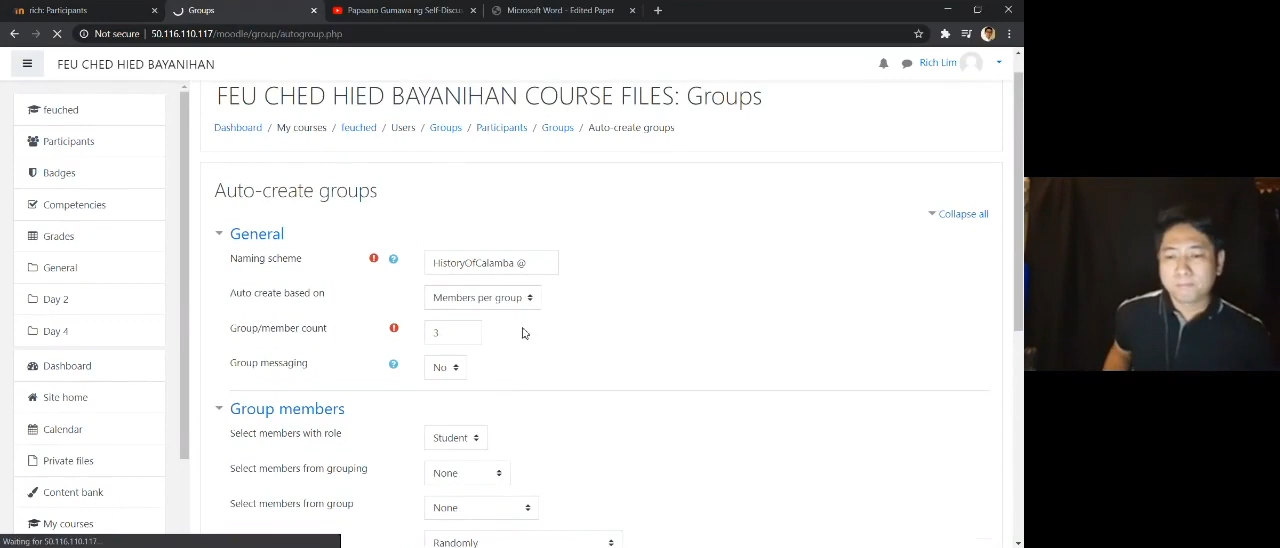 rich: Participants
Groups
Papaano Gumawa ng Self-Discus
Microsoft Word - Edited Paper
Not secure
50.116.110.117/moodle/group/autogroup.php
FEU CHED HIED BAYANIHAN
Rich Lim
feuched
Participants
Badges
Competencies
Grades
General
Day 2
Day 4
Dashboard
Site home
Calendar
Private files
Content bank
My courses
FEU CHED HIED BAYANIHAN COURSE FILES: Groups
Dashboard / My courses / feuched / Users / Groups / Participants / Groups / Auto-create groups
Auto-create groups
Collapse all
General
Naming scheme
HistoryOfCalamba @
Auto create based on
Members per group
Group/member count
3
Group messaging
No
Group members
Select members with role
Student
Select members from grouping
None
Select members from group
None
Randomly
Waiting for 50.116.110.117...